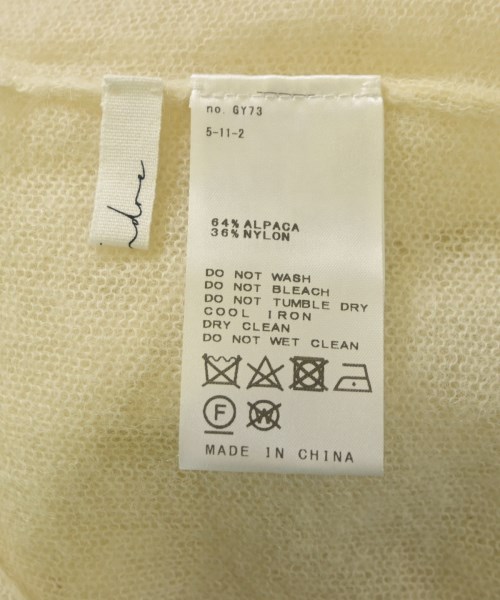 no. GY73
5-11-2
64% ALPACA
36% NYLON
DO NOT WASH
DO NOT BLEACH
DO NOT TUMBLE DRY
COOL IRON
DRY CLEAN
DO NOT WET CLEAN
F
W
MADE IN CHINA